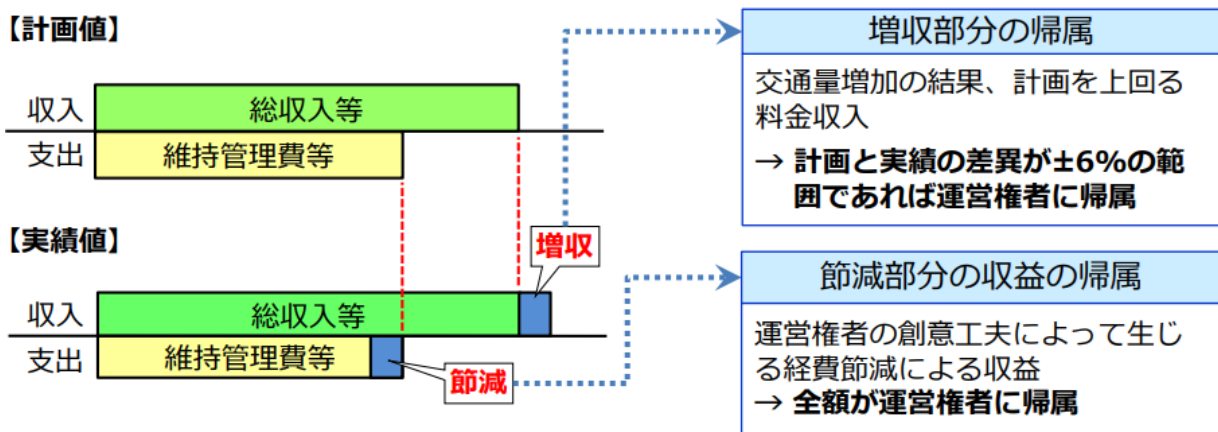 【計画値】
収入 総収入等
支出 維持管理費等
【実績値】
増収
収入 総収入等
支出 維持管理費等
節減
増収部分の帰属
交通量増加の結果、計画を上回る
料金収入
→ 計画と実績の差異が±6%の範
囲であれば運営権者に帰属
節減部分の収益の帰属
運営権者の創意工夫によって生じ
る経費節減による収益
→ 全額が運営権者に帰属